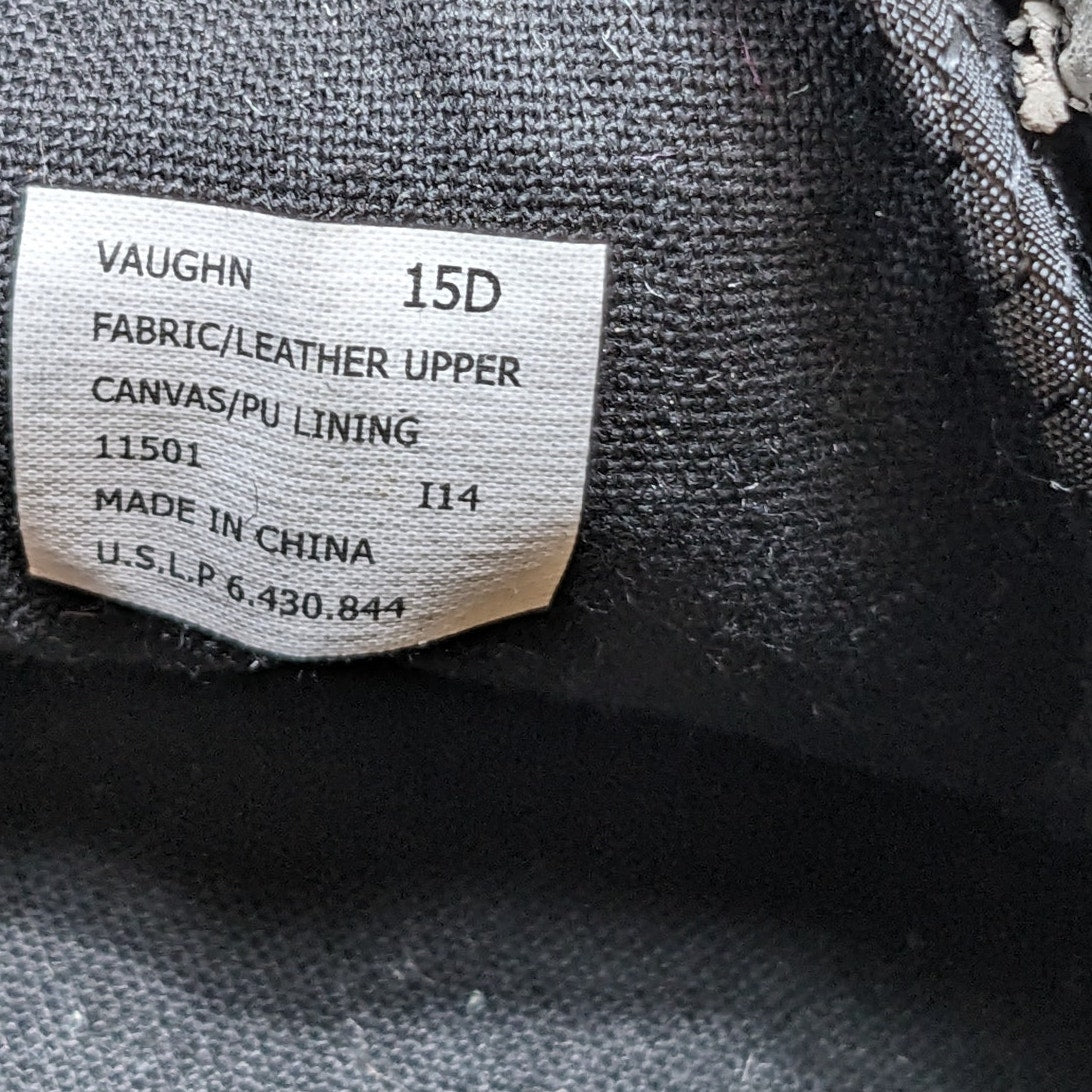 VAUGHN 15D
FABRIC/LEATHER UPPER
CANVAS/PU LINING
11501 I14
MADE IN CHINA
U.S.L.P 6.430.844